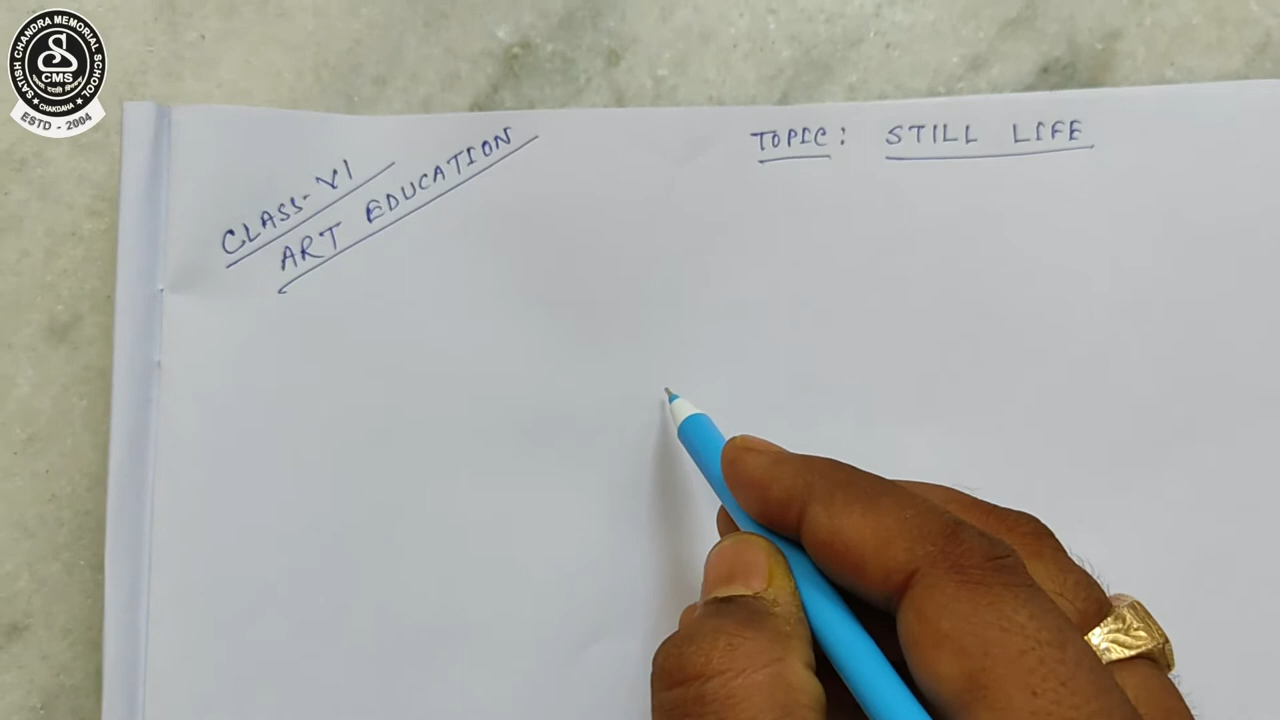 SATISH CHANDRA MEMORIAL SCHOOL
S
CMS
★ CHAKDAHA ★
ESTD - 2004
CLASS-VI
ART EDUCATION
TOPIC: STILL LIFE